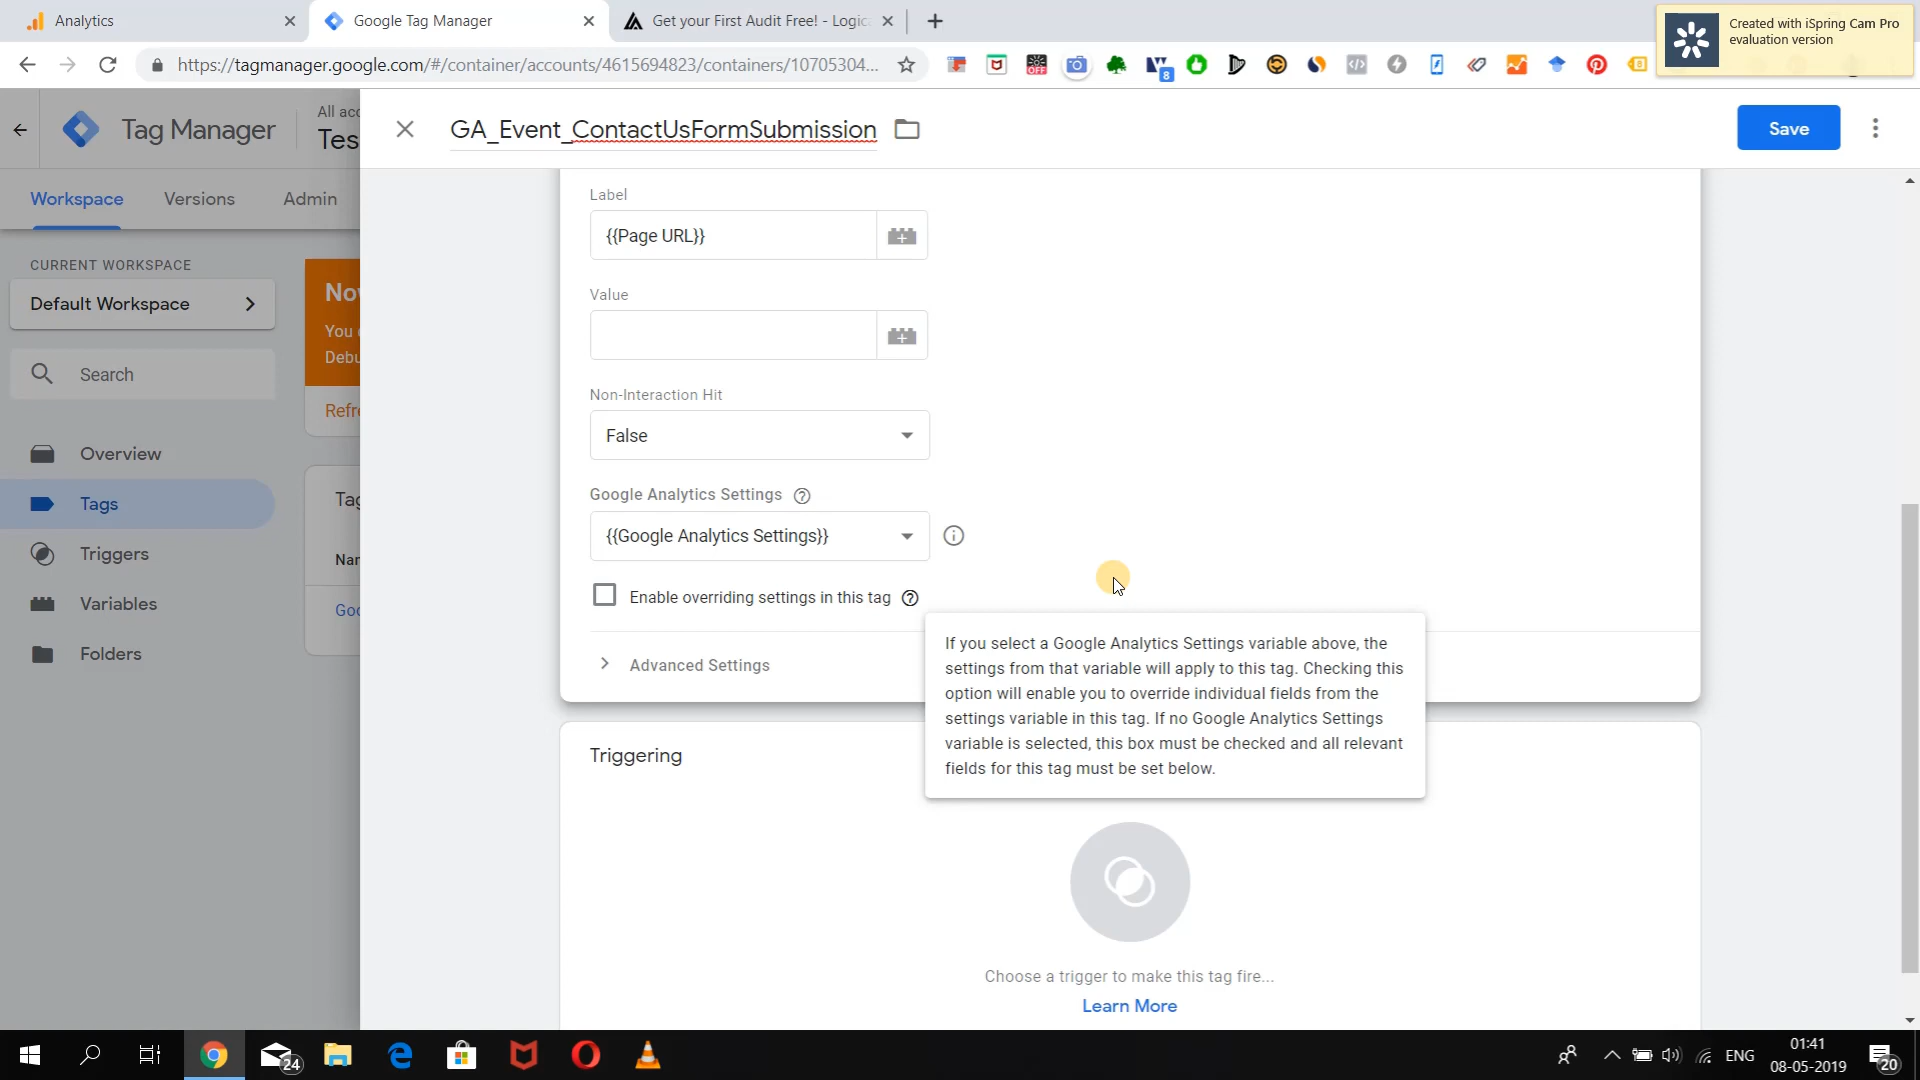 Analytics
Google Tag Manager
Get your First Audit Free! - Logic
Created with iSpring Cam Pro
evaluation version
https://tagmanager.google.com/#/container/accounts/4615694823/containers/10705304...
OFF
8
8
Tag Manager
All acc
Tes
GA_Event_ContactUsFormSubmission
Save
Workspace
Versions
Admin
CURRENT WORKSPACE
Default Workspace
Search
Nov
You
Debu
Refre
Overview
Tags
Triggers
Variables
Folders
Tag
Nar
Goo
Label
{{Page URL}}
Value
Non-Interaction Hit
False
Google Analytics Settings
{{Google Analytics Settings}}
Enable overriding settings in this tag
Advanced Settings
If you select a Google Analytics Settings variable above, the
settings from that variable will apply to this tag. Checking this
option will enable you to override individual fields from the
settings variable in this tag. If no Google Analytics Settings
variable is selected, this box must be checked and all relevant
fields for this tag must be set below.
Triggering
Choose a trigger to make this tag fire...
Learn More
24
ENG
01:41
08-05-2019
20